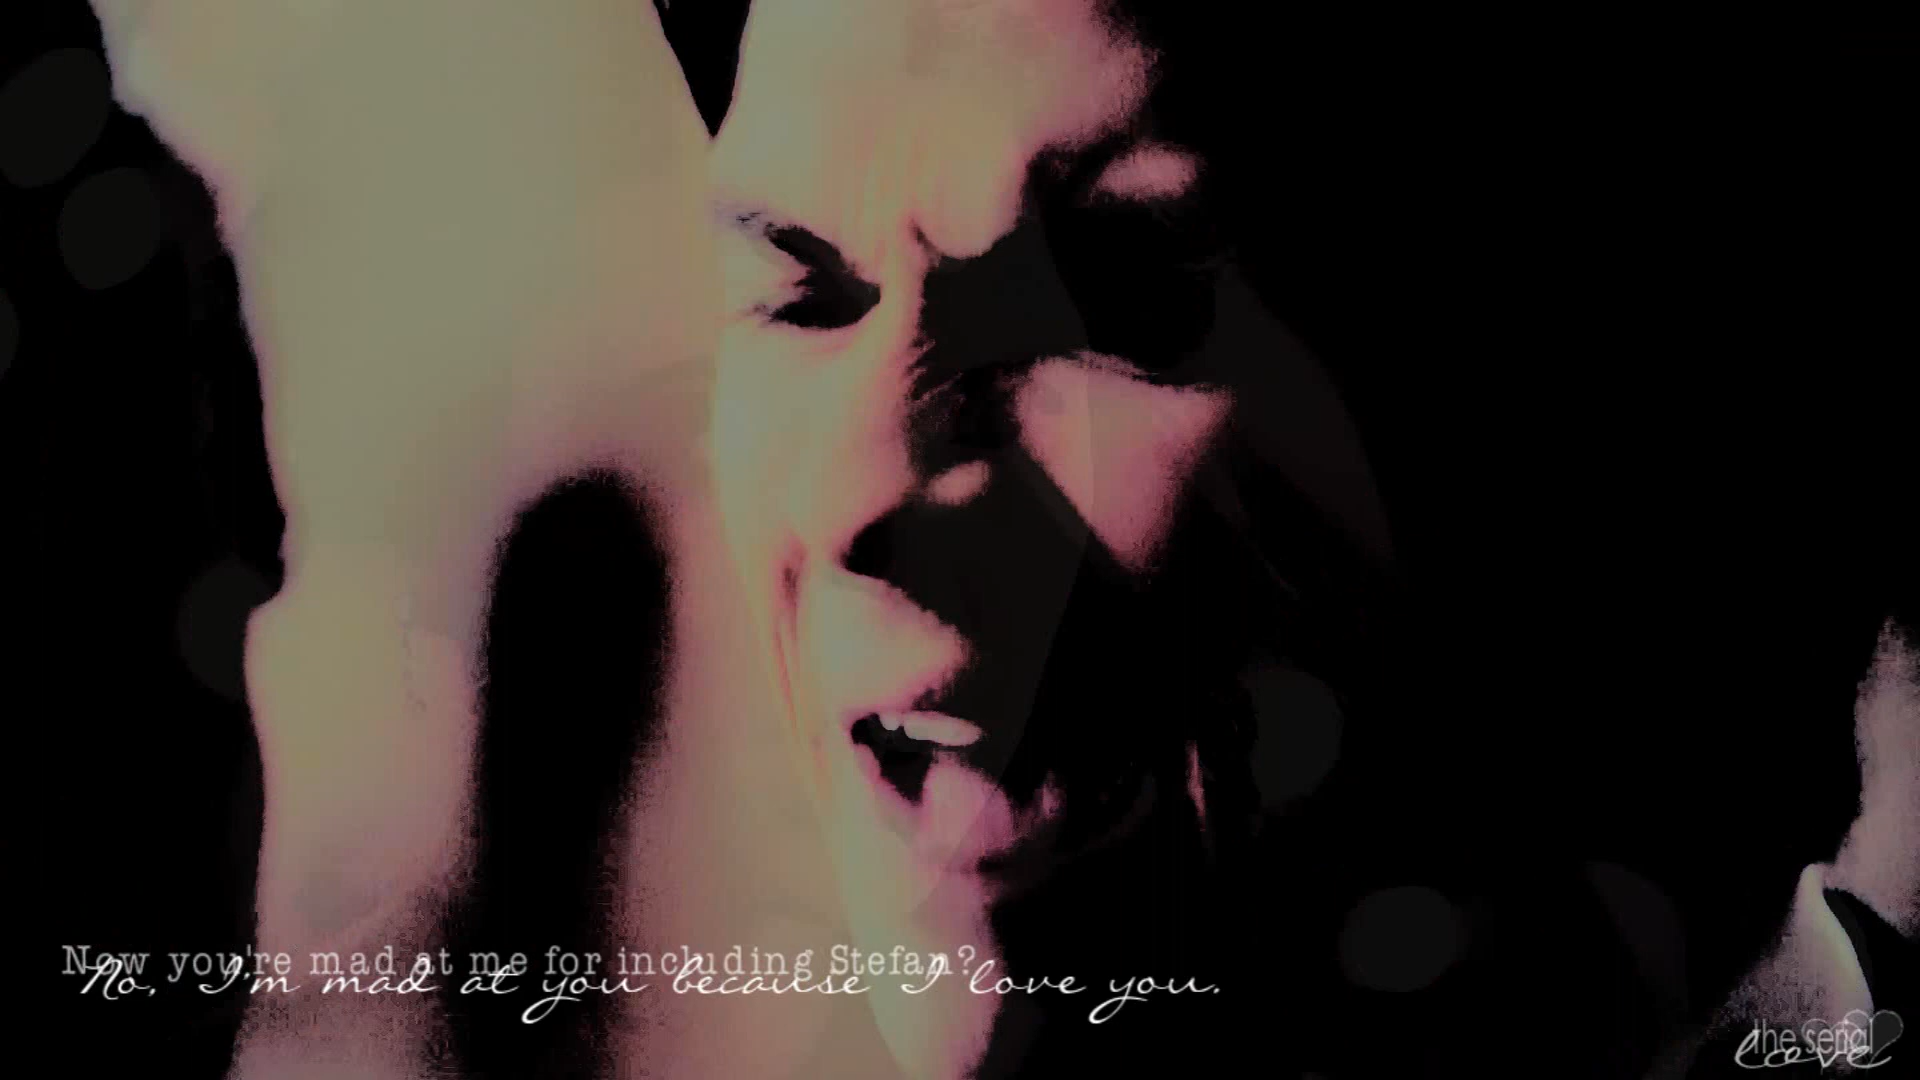 Now you're mad at me for including Stefan?
No, I'm mad at you because I love you.
the serial
love